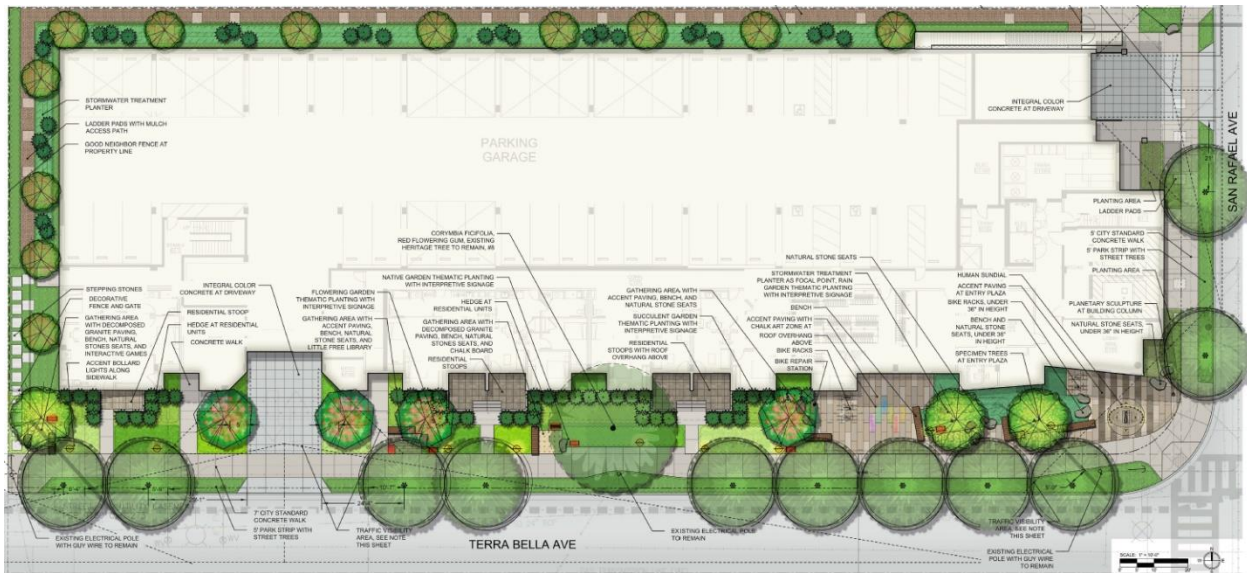 STORMWATER TREATMENT
PLANTER
LADDER PADS WITH MULCH
ACCESS PATH
GOOD NEIGHBOR FENCE AT
PROPERTY LINE
PARKING
GARAGE
INTEGRAL COLOR
CONCRETE AT DRIVEWAY
SAN RAFAEL AVE
PLANTING AREA
LADDER PADS
5' CITY STANDARD
CONCRETE WALK
5' PARK STRIP WITH
STREET TREES
PLANTING AREA
PLANETARY SCULPTURE
AT BUILDING COLUMN
NATURAL STONE SEATS,
UNDER 36" IN HEIGHT
STEPPING STONES
DECORATIVE
FENCE AND GATE
GATHERING AREA
WITH DECOMPOSED
GRANITE PAVING,
BENCH, NATURAL
STONES SEATS, AND
INTERACTIVE GAMES
ACCENT BOLLARD
LIGHTS ALONG
SIDEWALK
RESIDENTIAL STOOP
HEDGE AT RESIDENTIAL
UNITS
CONCRETE WALK
INTEGRAL COLOR
CONCRETE AT DRIVEWAY
FLOWERING GARDEN
THEMATIC PLANTING WITH
INTERPRETIVE SIGNAGE
GATHERING AREA WITH
ACCENT PAVING,
BENCH, NATURAL
STONE SEATS, AND
LITTLE FREE LIBRARY
CORYMBIA FICIFOLIA,
RED FLOWERING GUM, EXISTING
HERITAGE TREE TO REMAIN, #8
NATIVE GARDEN THEMATIC PLANTING
WITH INTERPRETIVE SIGNAGE
HEDGE AT
RESIDENTIAL UNITS
GATHERING AREA WITH
DECOMPOSED GRANITE
PAVING, BENCH, NATURAL
STONES SEATS, AND
CHALK BOARD
RESIDENTIAL
STOOPS
GATHERING AREA, WITH
ACCENT PAVING, BENCH, AND
NATURAL STONE SEATS
SUCCULENT GARDEN
THEMATIC PLANTING WITH
INTERPRETIVE SIGNAGE
RESIDENTIAL
STOOPS WITH ROOF
OVERHANG ABOVE
NATURAL STONE SEATS
STORMWATER TREATMENT
PLANTER AS FOCAL POINT, RAIN
GARDEN THEMATIC PLANTING
WITH INTERPRETIVE SIGNAGE
BENCH
ACCENT PAVING WITH
CHALK ART ZONE AT
ROOF OVERHANG
ABOVE
BIKE RACKS
BIKE REPAIR
STATION
HUMAN SUNDIAL
ACCENT PAVING
AT ENTRY PLAZA
BIKE RACKS, UNDER
36" IN HEIGHT
BENCH AND
NATURAL STONE
SEATS, UNDER 36"
IN HEIGHT
SPECIMEN TREES
AT ENTRY PLAZA
EXISTING ELECTRICAL POLE
WITH GUY WIRE TO REMAIN
7' CITY STANDARD
CONCRETE WALK
5' PARK STRIP WITH
STREET TREES
TRAFFIC VISIBILITY
AREA, SEE NOTE
THIS SHEET
TERRA BELLA AVE
EXISTING ELECTRICAL POLE
TO REMAIN
TRAFFIC VISIBILITY
AREA, SEE NOTE
THIS SHEET
EXISTING ELECTRICAL
POLE WITH GUY WIRE
TO REMAIN